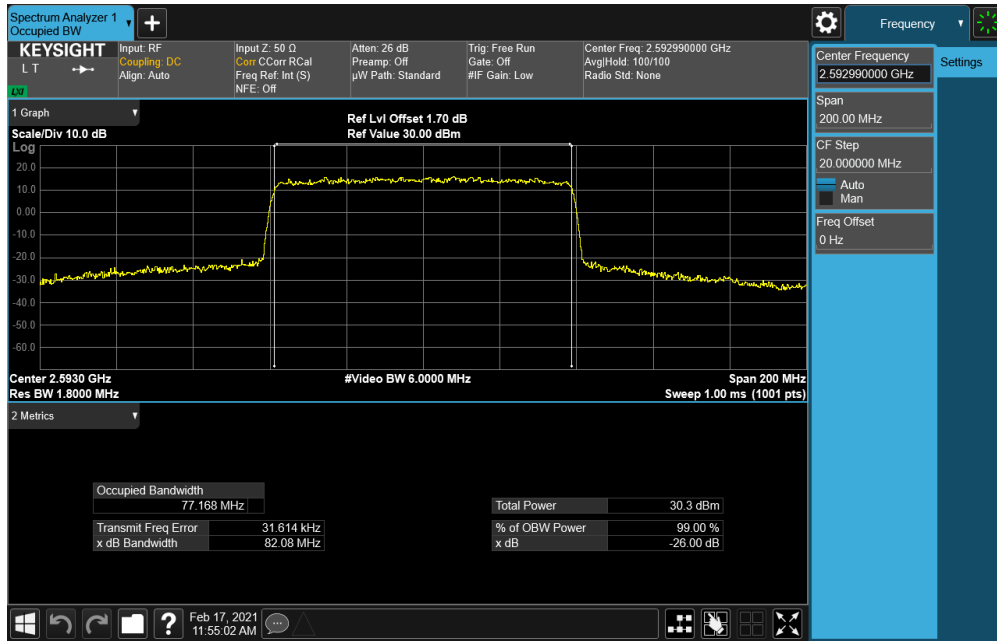 Spectrum Analyzer 1
Occupied BW
Frequency
KEYSIGHT
L T
LXI
Input: RF
Coupling: DC
Align: Auto
Input Z: 50 Ω
Corr CCorr RCal
Freq Ref: Int (S)
NFE: Off
Atten: 26 dB
Preamp: Off
µW Path: Standard
Trig: Free Run
Gate: Off
#IF Gain: Low
Center Freq: 2.592990000 GHz
Avg|Hold: 100/100
Radio Std: None
Center Frequency
2.592990000 GHz
Settings
Span
200.00 MHz
CF Step
20.000000 MHz
Auto
Man
Freq Offset
0 Hz
1 Graph
Scale/Div 10.0 dB
Ref Lvl Offset 1.70 dB
Ref Value 30.00 dBm
Log
20.0
10.0
0.00
-10.0
-20.0
-30.0
-40.0
-50.0
-60.0
Center 2.5930 GHz
#Video BW 6.0000 MHz
Span 200 MHz
Res BW 1.8000 MHz
Sweep 1.00 ms (1001 pts)
2 Metrics
Occupied Bandwidth
77.168 MHz
Total Power 30.3 dBm
Transmit Freq Error 31.614 kHz
% of OBW Power 99.00 %
x dB Bandwidth 82.08 MHz
x dB -26.00 dB
?
Feb 17, 2021
11:55:02 AM